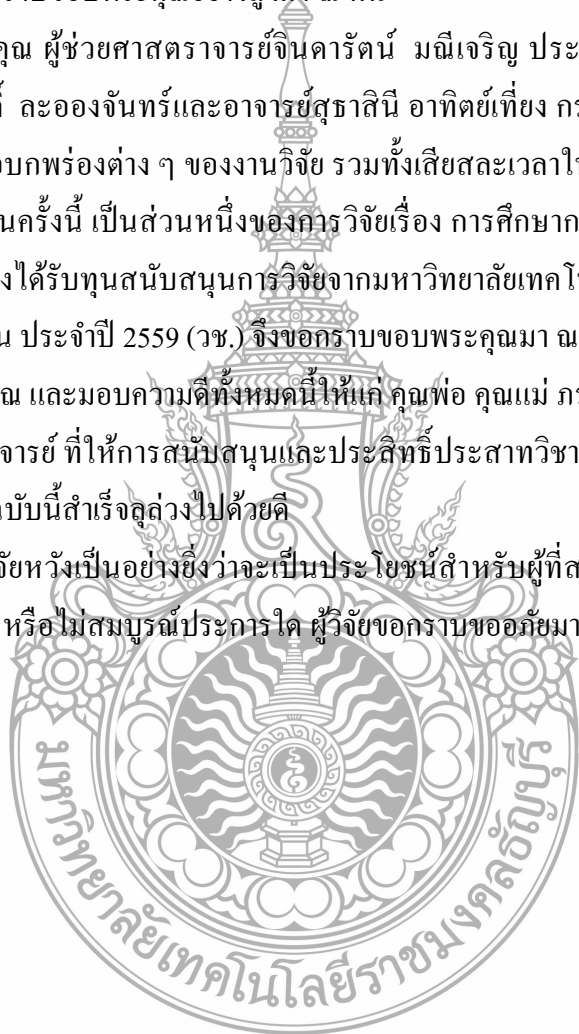 คุณ ผู้ช่วยศาสตราจารย์จินดารัตน์ มณีเจริญ ประ
ละอองจันทร์และอาจารย์สุธาสินี อาทิตย์เที่ยง
บกพร่องต่าง ๆ ของงานวิจัย รวมทั้งเสียสละเวลาใ
นครั้งนี้ เป็นส่วนหนึ่งของการวิจัยเรื่อง การศึกษาก
งได้รับทุนสนับสนุนการวิจัยจากมหาวิทยาลัยเทคโ
น ประจำปี 2559 (วช.) จึงขอกราบขอบพระคุณมา ณ
ณ และมอบความดีทั้งหมดนี้ให้แก่ คุณพ่อ คุณแม่ ภร
จารย์ ที่ให้การสนับสนุนและประสิทธิ์ประสาทวิชา
บับนี้สำเร็จลุล่วงไปด้วยดี
จัยหวังเป็นอย่างยิ่งว่าจะเป็นประโยชน์สำหรับผู้ที่ส
หรือไม่สมบูรณ์ประการใด ผู้วิจัยขอกราบขออภัยมา
มหาวิทยาลัยเทคโนโลยีราชมงคลธัญบุรี